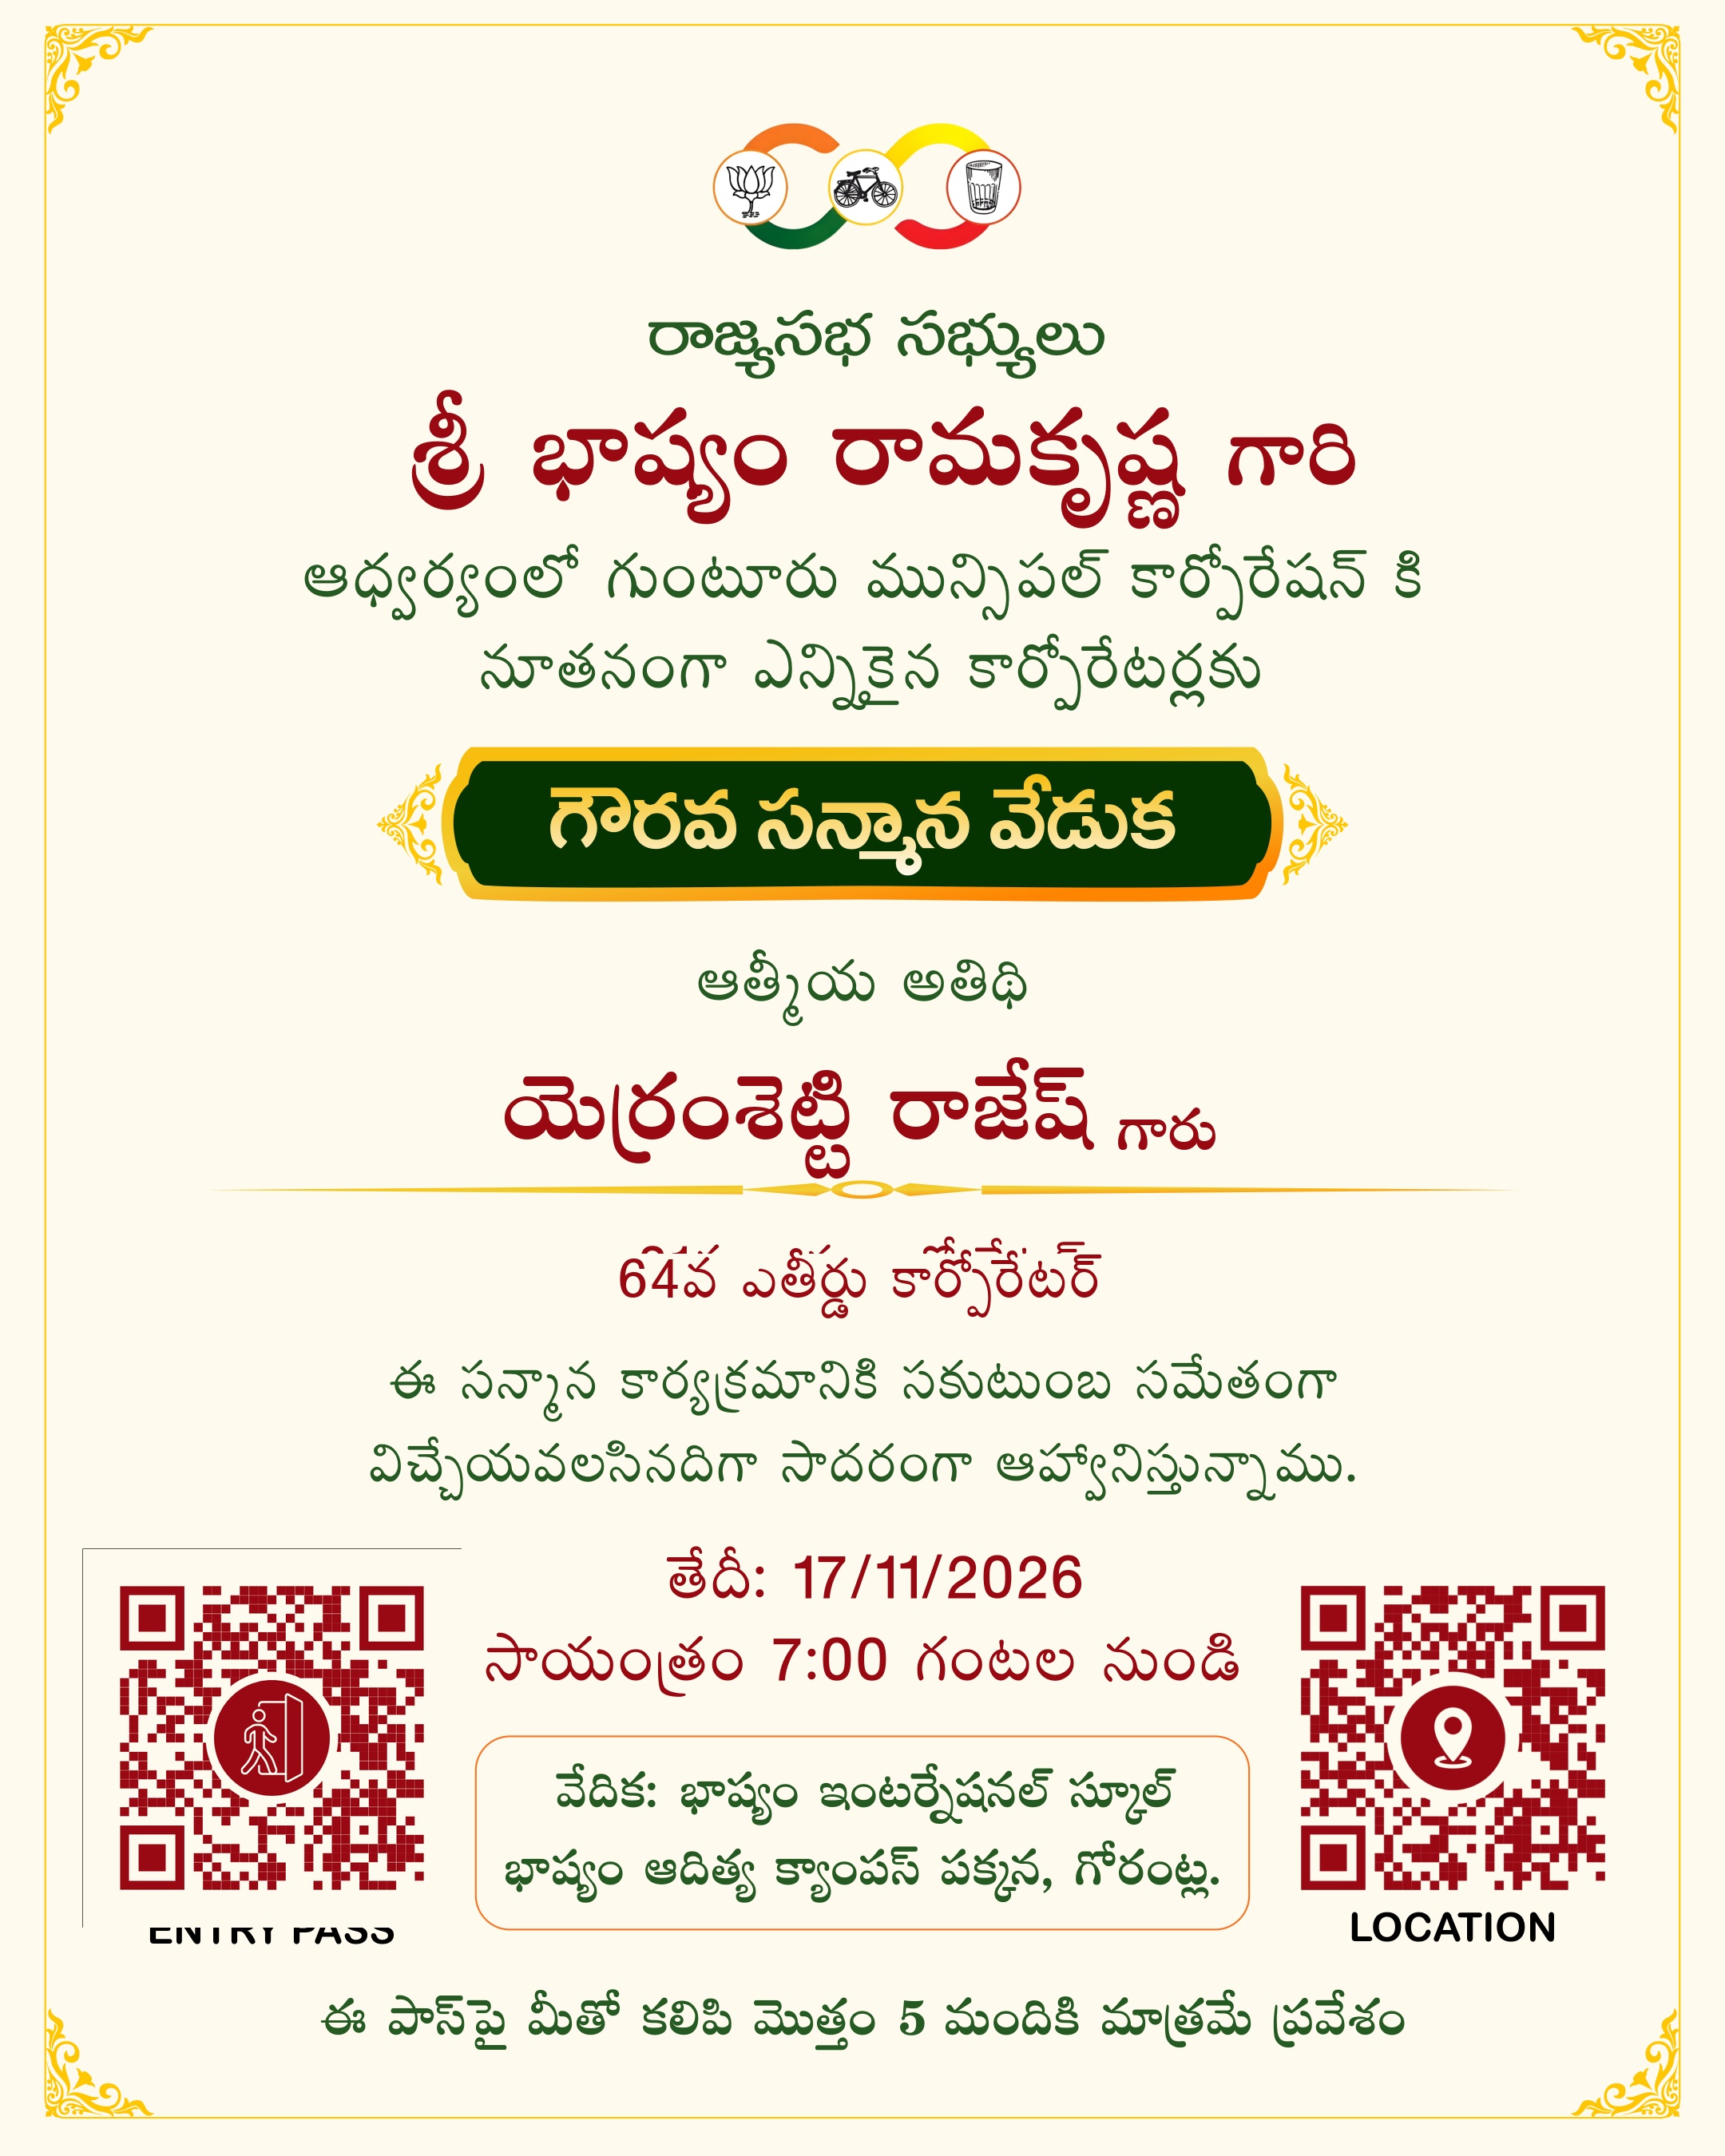 రాజ్యసభ సభ్యులు
శ్రీ భాష్యం రామకృష్ణ గారి
ఆధ్వర్యంలో గుంటూరు మున్సిపల్ కార్పోరేషన్ కి
నూతనంగా ఎన్నికైన కార్పోరేటర్లకు
గౌరవ సన్మాన వేడుక
ఆత్మీయ అతిథి
యెర్రంశెట్టి రాజేష్ గారు
64వ ఎతీర్డు కార్పోరేటర్
ఈ సన్మాన కార్యక్రమానికి సకుటుంబ సమేతంగా
విచ్చేయవలసినదిగా సాదరంగా ఆహ్వానిస్తున్నాము.
తేదీ: 17/11/2026
సాయంత్రం 7:00 గంటల నుండి
వేదిక: భాష్యం ఇంటర్నేషనల్ స్కూల్
భాష్యం ఆదిత్య క్యాంపస్ పక్కన, గోరంట్ల.
ENTRY PASS
LOCATION
ఈ పాస్‌పై మీతో కలిపి మొత్తం 5 మందికి మాత్రమే ప్రవేశం